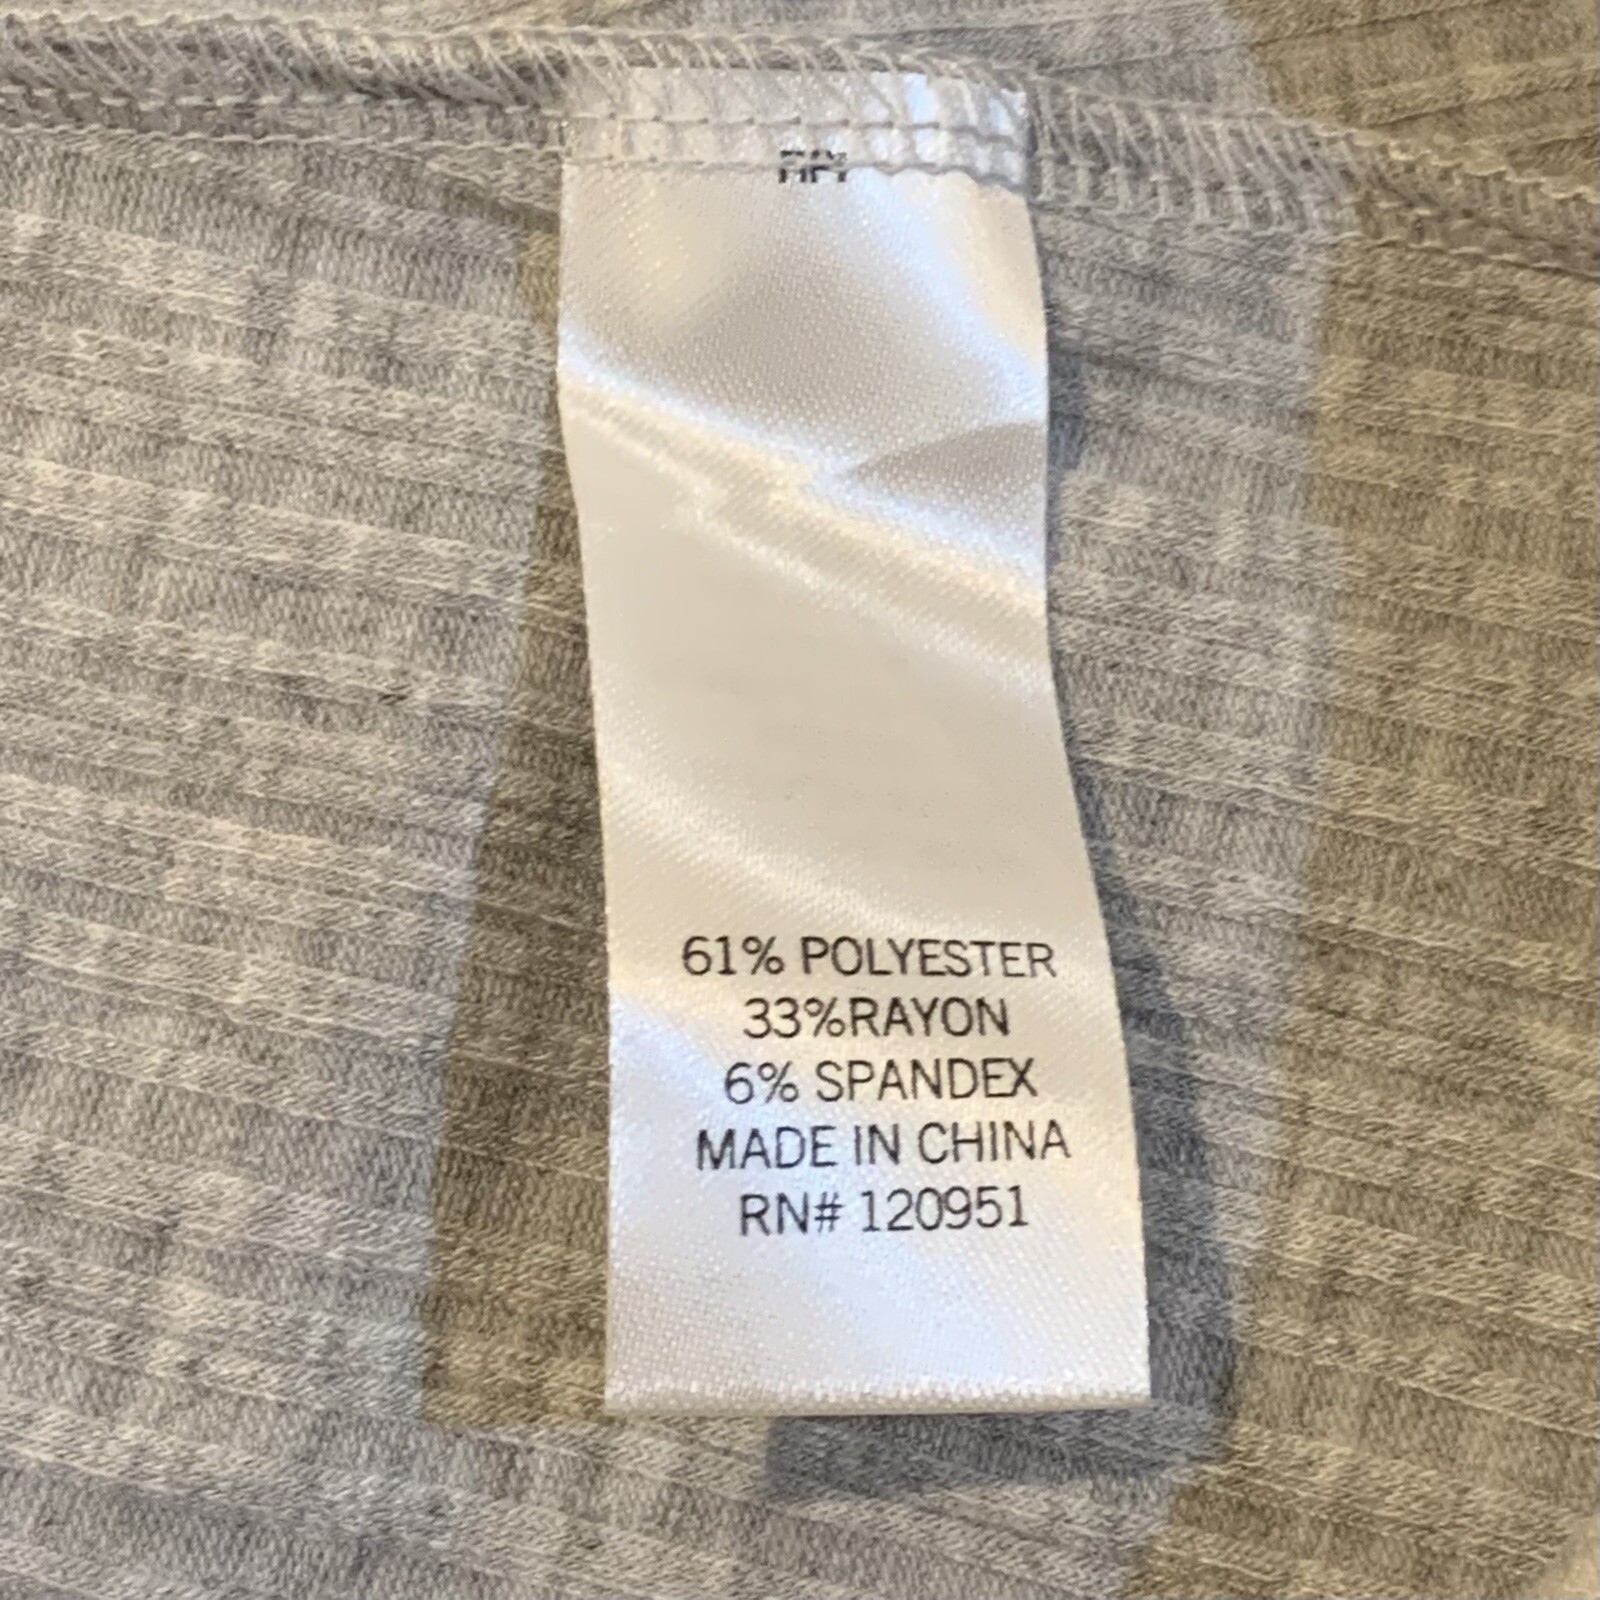 61% POLYESTER
33%RAYON
6% SPANDEX
MADE IN CHINA
RN# 120951